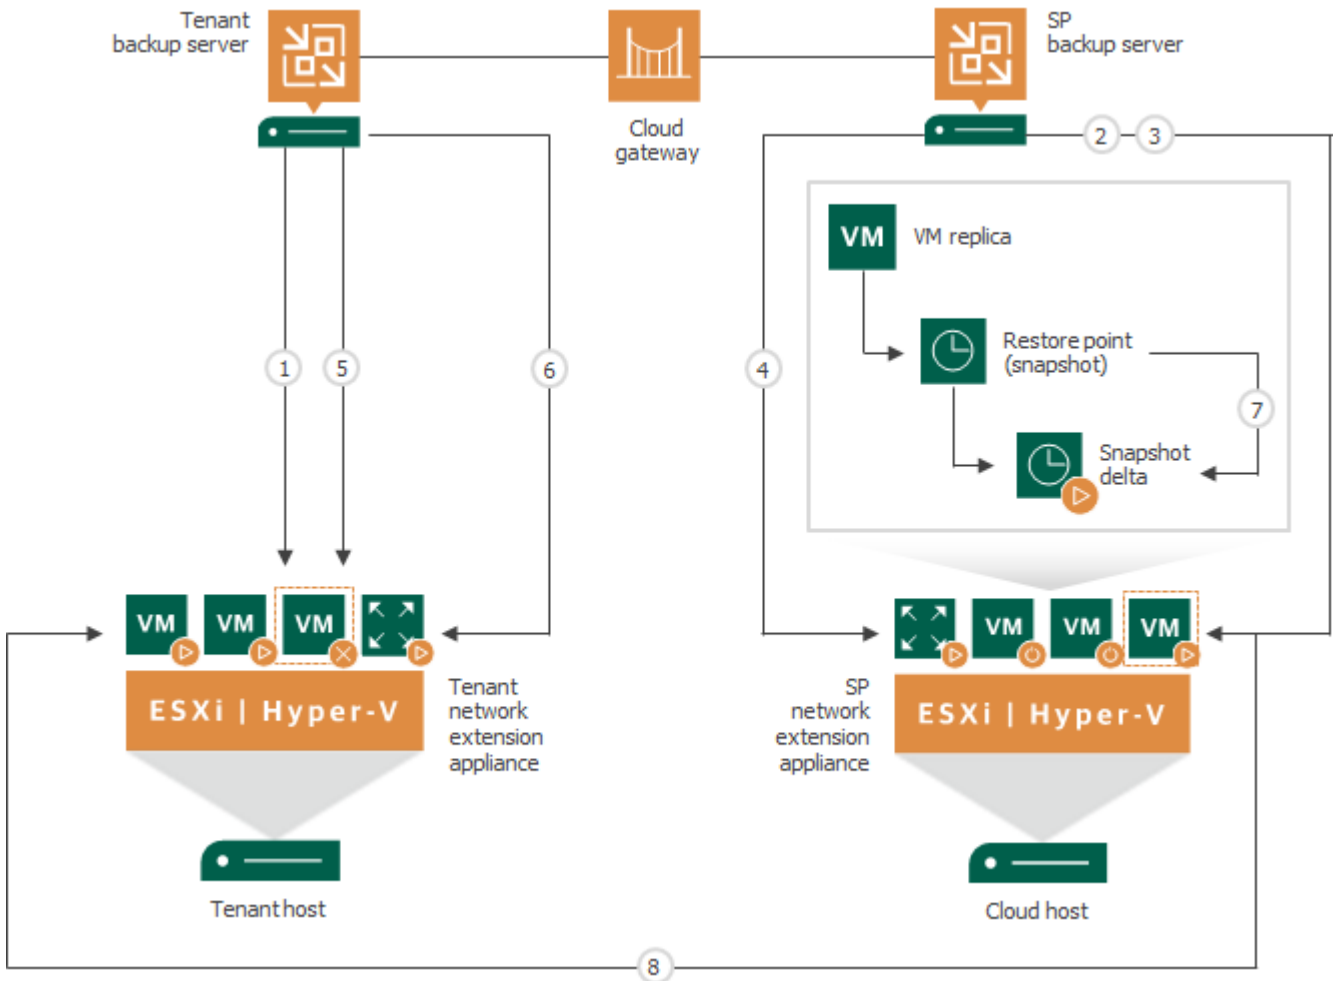 Tenant
backup server
SP
backup server
Cloud
gateway
2
3
VM
VM replica
Restore point
(snapshot)
1
5
6
4
7
Snapshot
delta
VM
VM
VM
VM
VM
VM
ESXi | Hyper-V
Tenant
network
extension
appliance
SP
network
extension
appliance
ESXi | Hyper-V
Tenant host
Cloud host
8